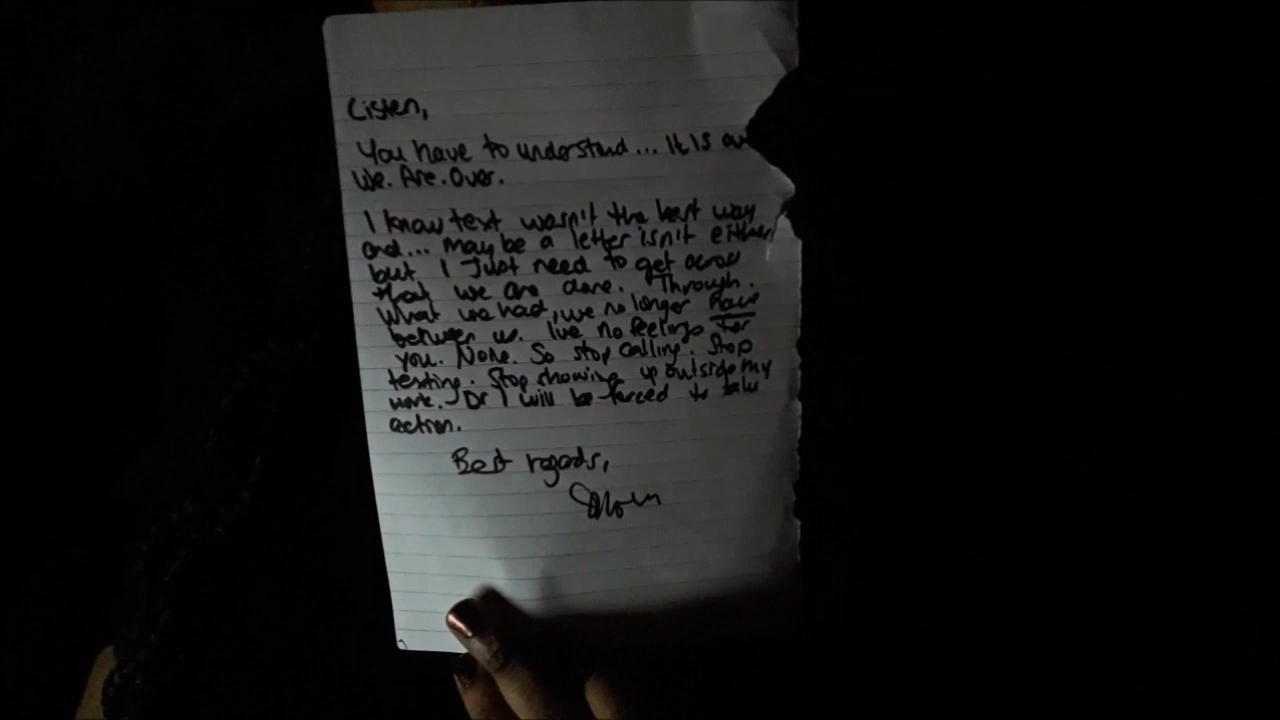 Listen,
You have to understand... It is
We. Are. Over.
I know text wasn't the best way
and... maybe a letter isn't either
but I just need to get across
that we are done. Through.
What we had, we no longer have
between us. I've no feelings for
you. None. So stop calling. Stop
texting. Stop showing up outside my
work. Or I will be forced to take
action.
Best regards,